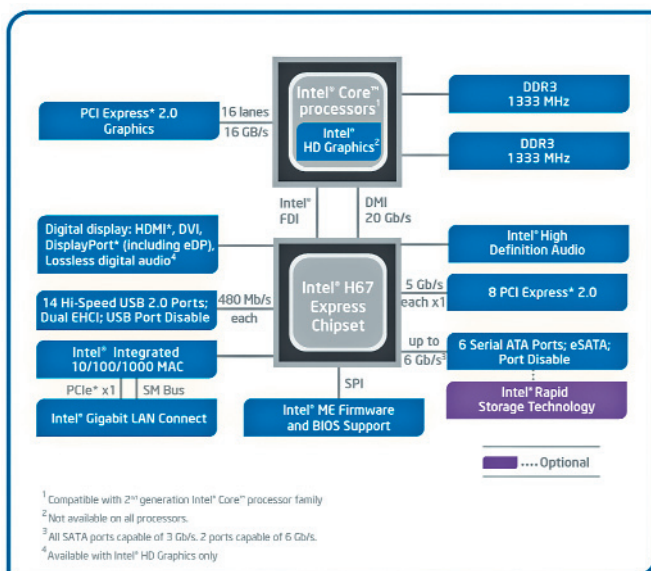 Intel® Core™
processors¹
Intel®
HD Graphics²
PCI Express* 2.0
Graphics
16 lanes
16 GB/s
DDR3
1333 MHz
DDR3
1333 MHz
Intel®
FDI
DMI
20 Gb/s
Digital display: HDMI*, DVI,
DisplayPort* (including eDP),
Lossless digital audio⁴
Intel® High
Definition Audio
Intel® H67
Express
Chipset
14 Hi-Speed USB 2.0 Ports;
Dual EHCI; USB Port Disable
480 Mb/s
each
5 Gb/s
each x1
8 PCI Express* 2.0
Intel® Integrated
10/100/1000 MAC
up to
6 Gb/s³
6 Serial ATA Ports; eSATA;
Port Disable
PCIe* x1
SM Bus
SPI
Intel® Rapid
Storage Technology
Intel® Gigabit LAN Connect
Intel® ME Firmware
and BIOS Support
Optional
¹ Compatible with 2ⁿᵈ generation Intel® Core™ processor family
² Not available on all processors.
³ All SATA ports capable of 3 Gb/s. 2 ports capable of 6 Gb/s.
⁴ Available with Intel® HD Graphics only